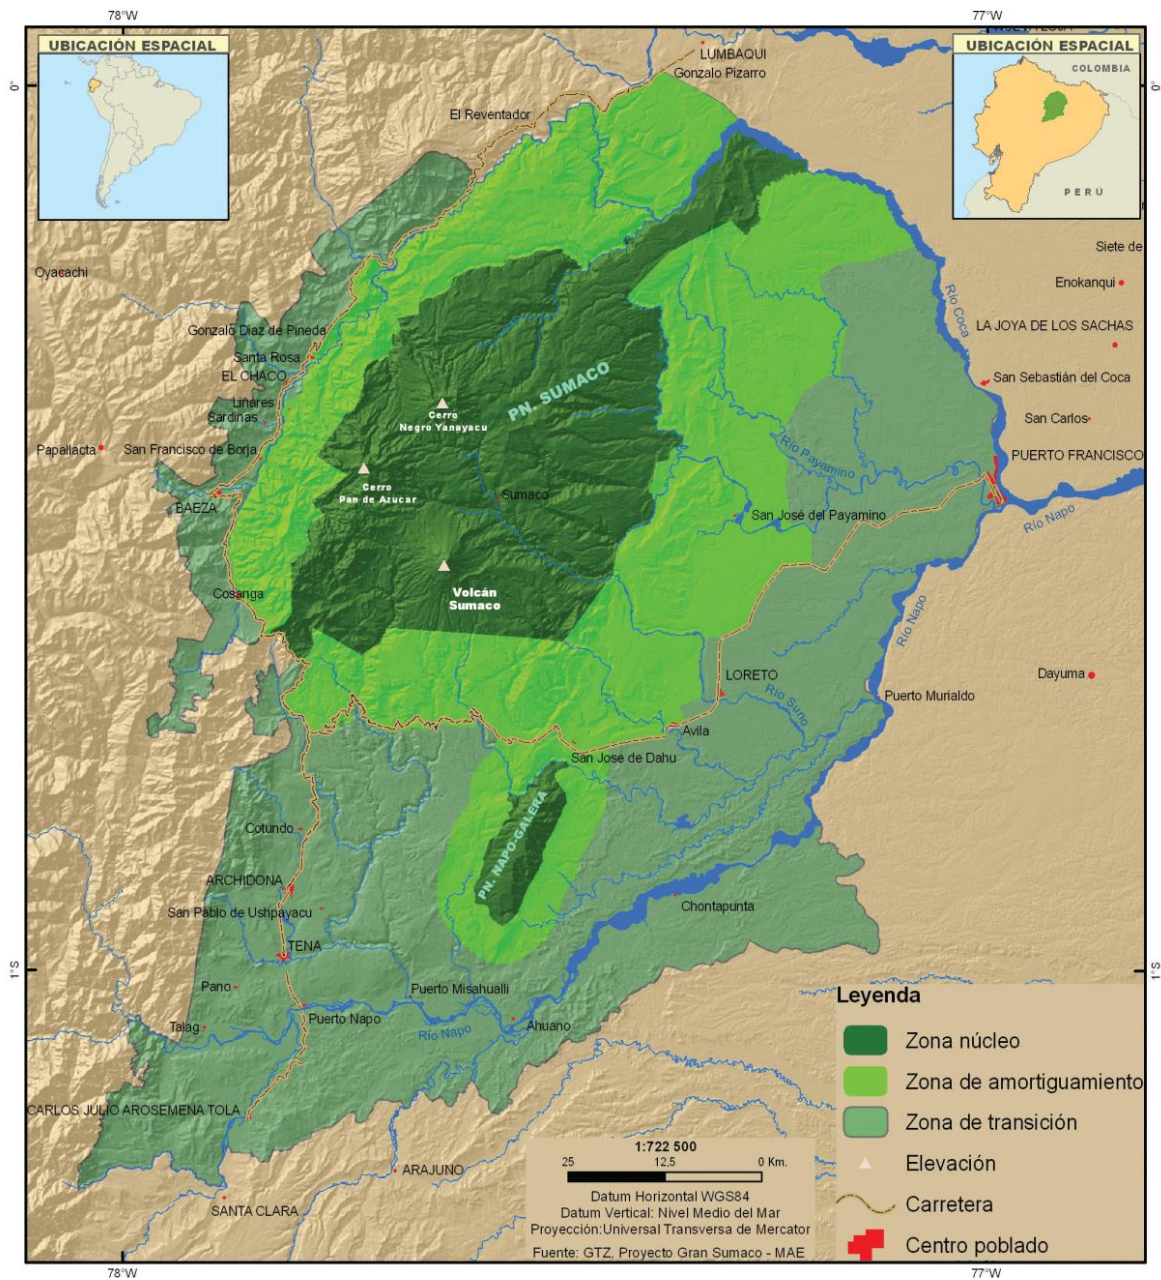 78°W
77°W
UBICACIÓN ESPACIAL
UBICACIÓN ESPACIAL
COLOMBIA
PERÚ
0°
0°
LUMBAQUI
Gonzalo Pizarro
El Reventador
Oyacachi
Siete de
Enokanqui
Río Coca
LA JOYA DE LOS SACHAS
Gonzalo Diaz de Pineda
Santa Rosa
EL CHACO
PN. SUMACO
San Sebastián del Coca
Linares
Sardinas
Cerro
Negro Yanayacu
San Carlos
Papallacta
San Francisco de Borja
Río Payamino
PUERTO FRANCISCO
Cerro
Pan de Azucar
Sumaco
BAEZA
San José del Payamino
Río Napo
Volcán
Sumaco
Cosanga
Río Napo
LORETO
Dayuma
Río Suno
Puerto Murialdo
Avila
San Jose de Dahu
PN. NAPO-GALERA
Cotundo
ARCHIDONA
San Pablo de Ushpayacu
Chontapunta
TENA
1°S
1°S
Pano
Puerto Misahualli
Talag
Puerto Napo
Río Napo
Ahuano
CARLOS JULIO AROSEMENA TOLA
ARAJUNO
SANTA CLARA
Leyenda
Zona núcleo
Zona de amortiguamiento
Zona de transición
Elevación
Carretera
Centro poblado
1:722 500
25 12,5 0 Km.
Datum Horizontal WGS84
Datum Vertical: Nivel Medio del Mar
Proyección:Universal Transversa de Mercator
Fuente: GTZ, Proyecto Gran Sumaco - MAE
78°W
77°W